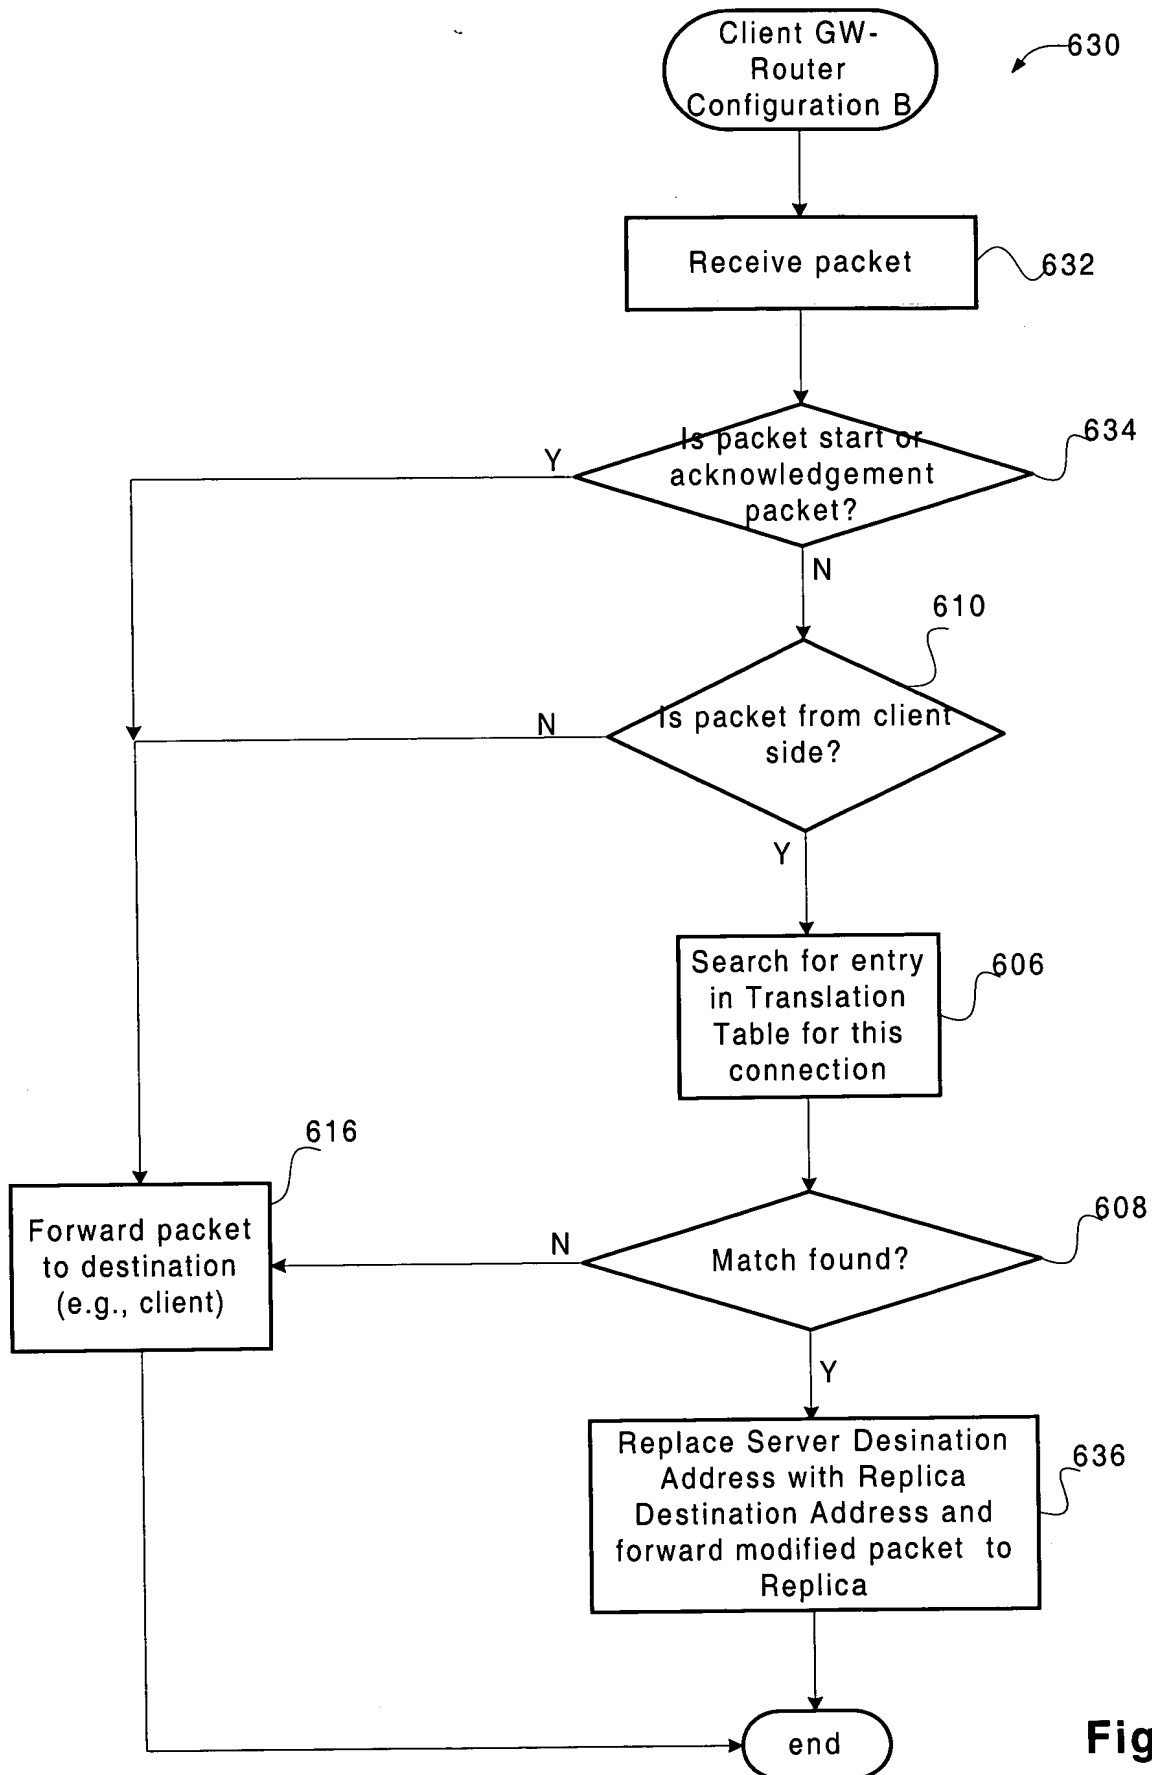 Client GW-
Router
Configuration B
630
Receive packet
632
Is packet start or
acknowledgement
packet?
634
Y
N
610
Is packet from client
side?
N
Y
Search for entry
in Translation
Table for this
connection
606
616
Forward packet
to destination
(e.g., client)
Match found?
608
N
Y
Replace Server Desination
Address with Replica
Destination Address and
forward modified packet to
Replica
636
end
Fig